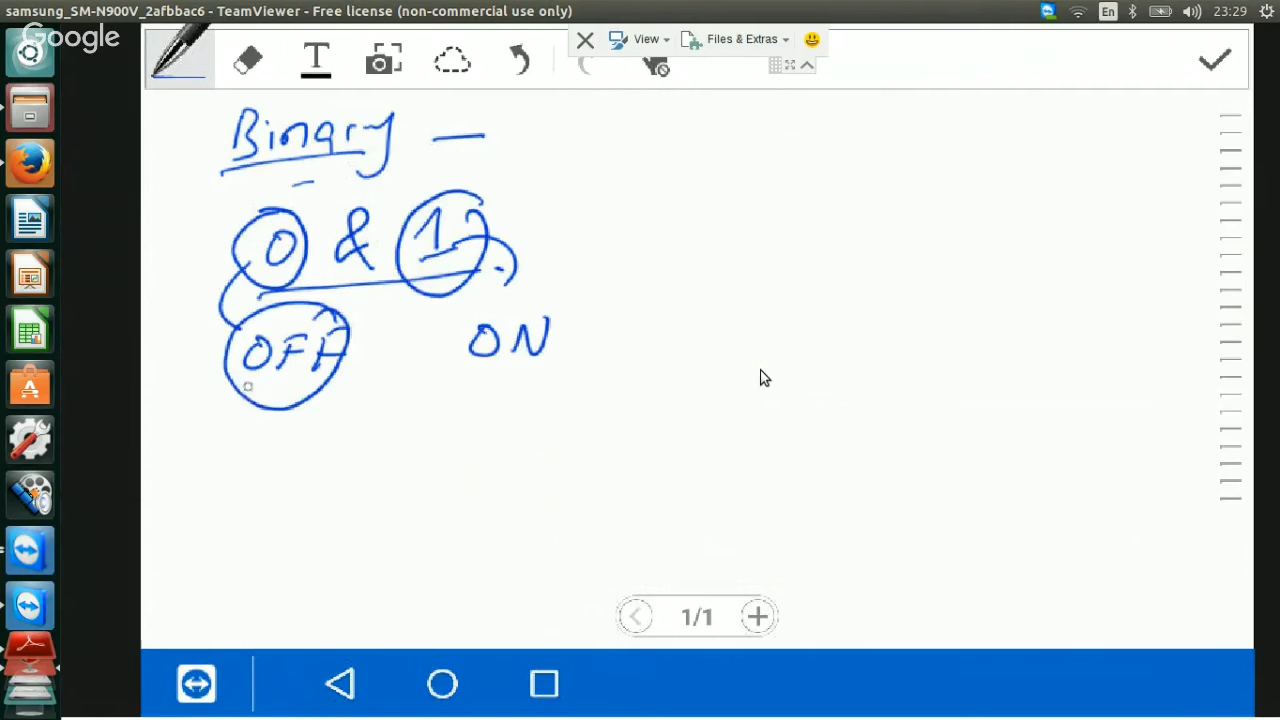 samsung_SM-N900V_2afbbac6 - TeamViewer - Free license (non-commercial use only)
En
23:29
Google
T
View
Files & Extras
Binary —
0 & 1
OFF ON
1/1